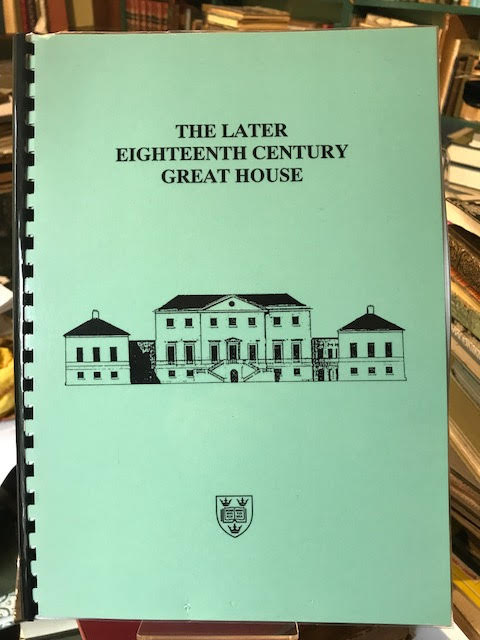 THE LATER
EIGHTEENTH CENTURY
GREAT HOUSE